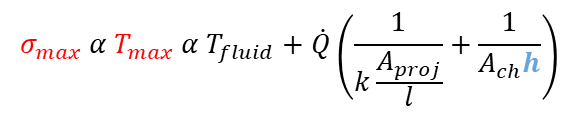 σ_max α T_max α T_fluid + Q̇ ( 1 / (k A_proj / l) + 1 / (A_ch h) )